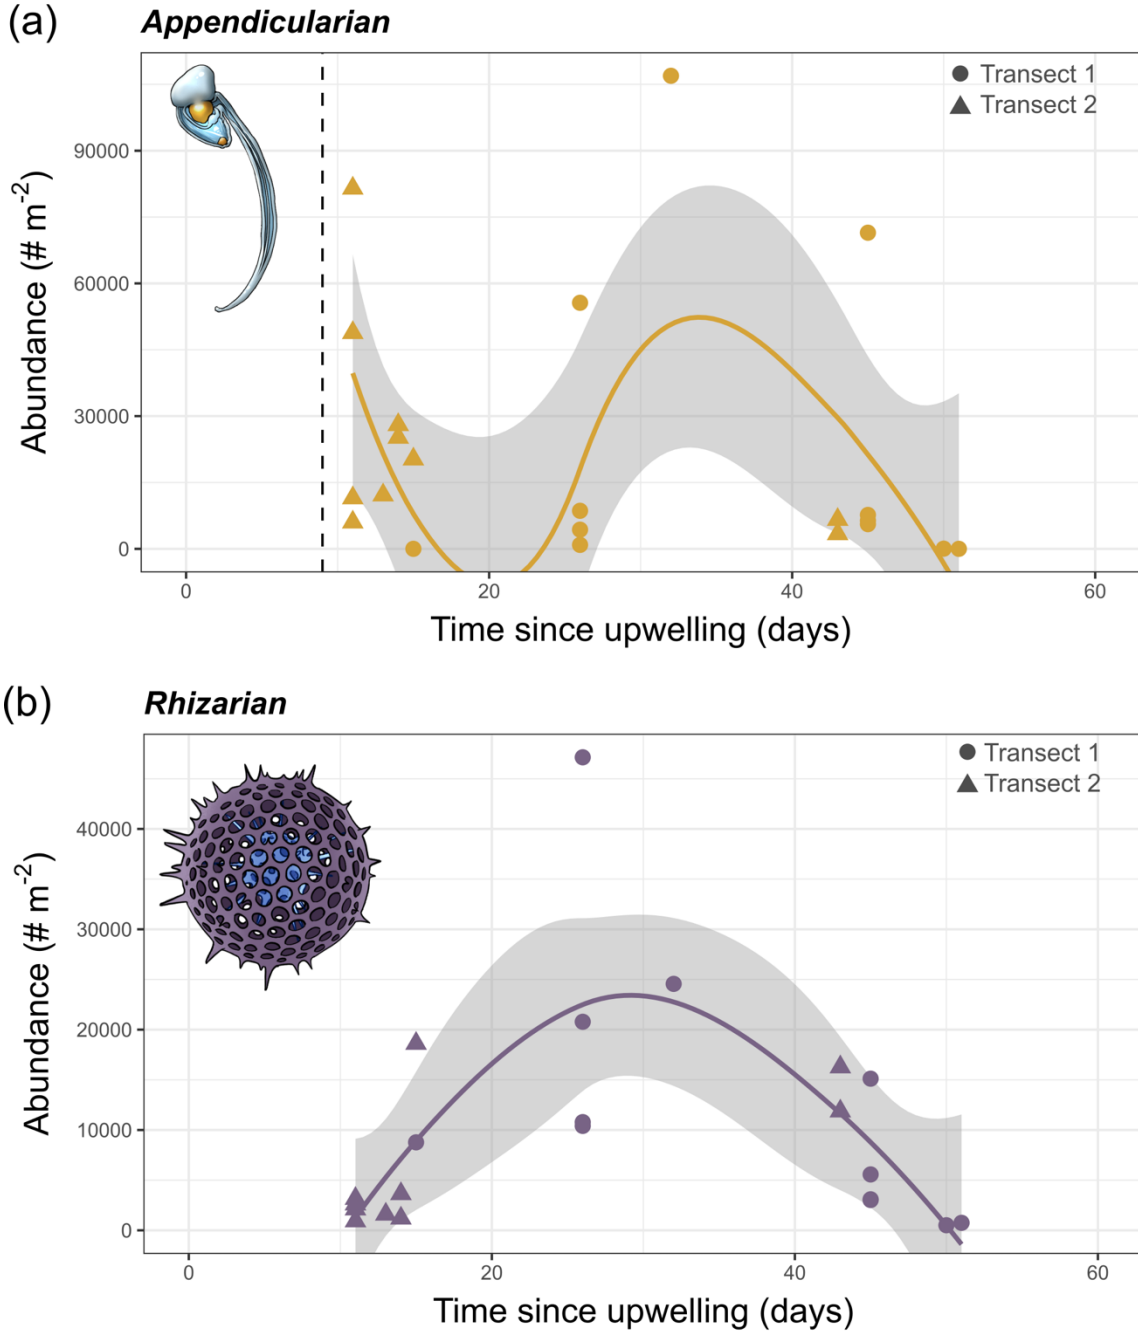 (a)
Appendicularian
Transect 1
Transect 2
90000
60000
30000
0
Abundance (# m⁻²)
0 20 40 60
Time since upwelling (days)
(b)
Rhizarian
Transect 1
Transect 2
40000
30000
20000
10000
0
Abundance (# m⁻²)
0 20 40 60
Time since upwelling (days)